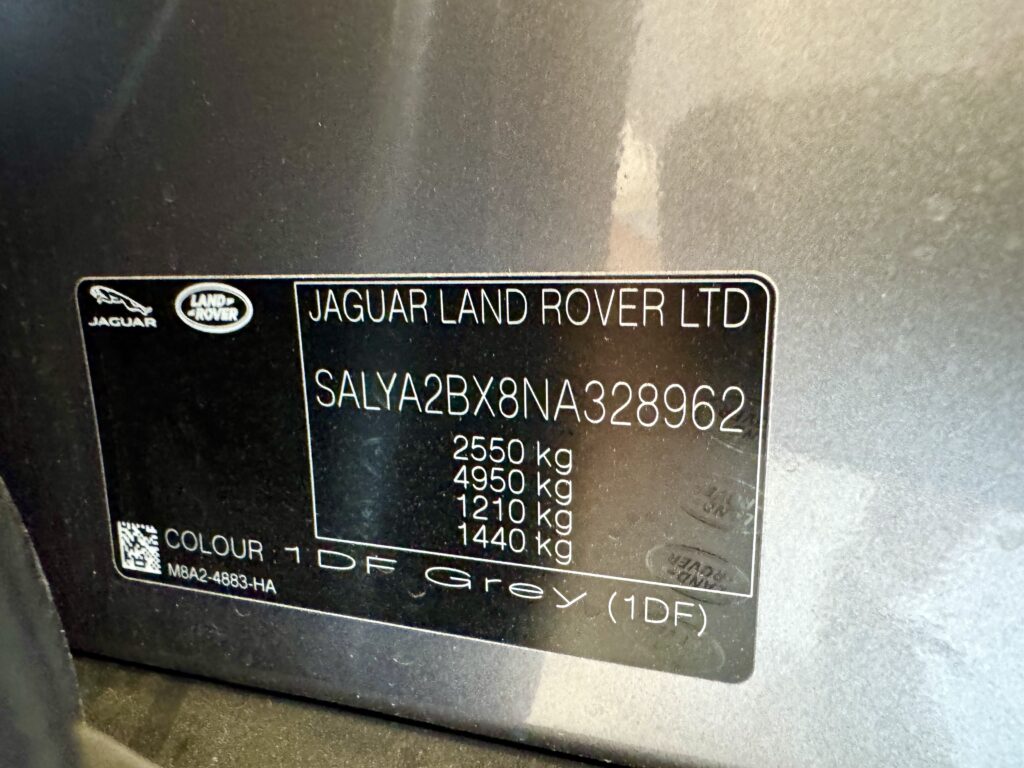 JAGUAR
LAND ROVER
JAGUAR LAND ROVER LTD
SALYA2BX8NA328962
2550 kg
4950 kg
1210 kg
1440 kg
COLOUR 1DF Grey (1DF)
M8A2-4883-HA